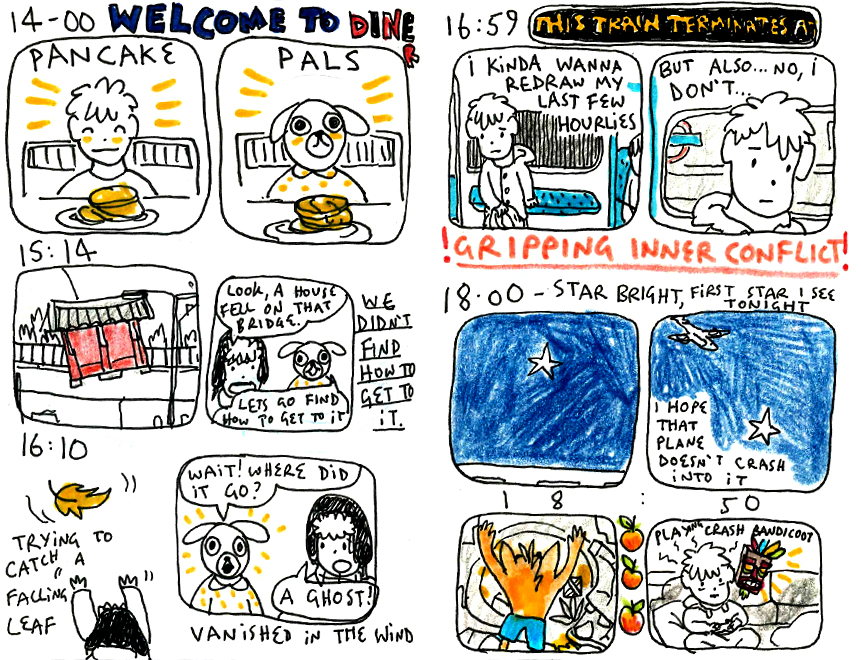 14-00 WELCOME TO DINER
PANCAKE
PALS
15:14
LOOK, A HOUSE
FELL ON THAT
BRIDGE.
LETS GO FIND
HOW TO GET TO IT
WE
DIDN'T
FIND
HOW TO
GET TO
IT.
16:10
TRYING TO
CATCH A
FALLING
LEAF
WAIT! WHERE DID
IT GO?
A GHOST!
VANISHED IN THE WIND
16:59 THIS TRAIN TERMINATES AT
I KINDA WANNA
REDRAW MY
LAST FEW
HOURLIES
BUT ALSO... NO, I
DON'T...
!GRIPPING INNER CONFLICT!
18:00 - STAR BRIGHT, FIRST STAR I SEE
TONIGHT
I HOPE
THAT
PLANE
DOESN'T CRASH
INTO IT
18:50
PLAYING CRASH BANDICOOT